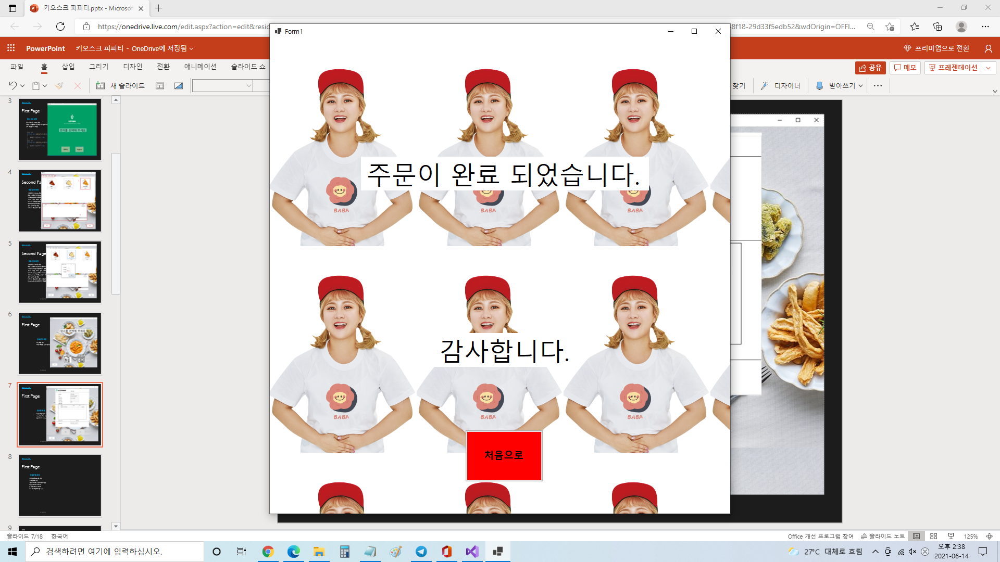 키오스크 피피티.pptx - Microsof
https://onedrive.live.com/edit.aspx?action=edit&resid
-8f18-29d33f5edb52&wdOrigin=OFFI...
Form1
PowerPoint
키오스크 피피티 - OneDrive에 저장됨
프리미엄으로 전환
파일 홈 삽입 그리기 디자인 전환 애니메이션 슬라이드 쇼
공유 메모 프레젠테이션
새 슬라이드
찾기 디자이너 받아쓰기
3
First Page
4
Second Pa
5
Second Page
6
First Page
7
First Page
8
First Page
9
주문이 완료 되었습니다.
BABA
BABA
BABA
감사합니다.
BABA
BABA
BABA
처음으로
슬라이드 7/18 한국어
Office 개선 프로그램 참여 슬라이드 노트 125%
검색하려면 여기에 입력하십시오.
27°C 대체로 흐림
오후 2:38
2021-06-14